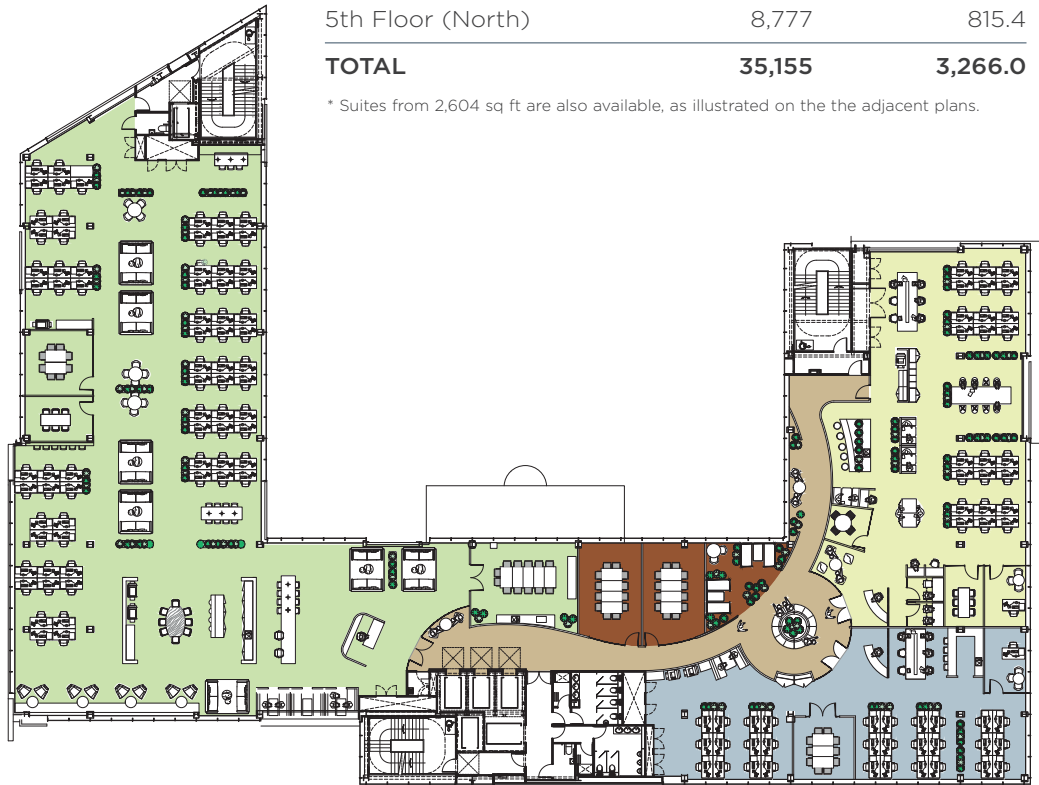 5th Floor (North) 8,777 815.4
TOTAL 35,155 3,266.0
* Suites from 2,604 sq ft are also available, as illustrated on the the adjacent plans.